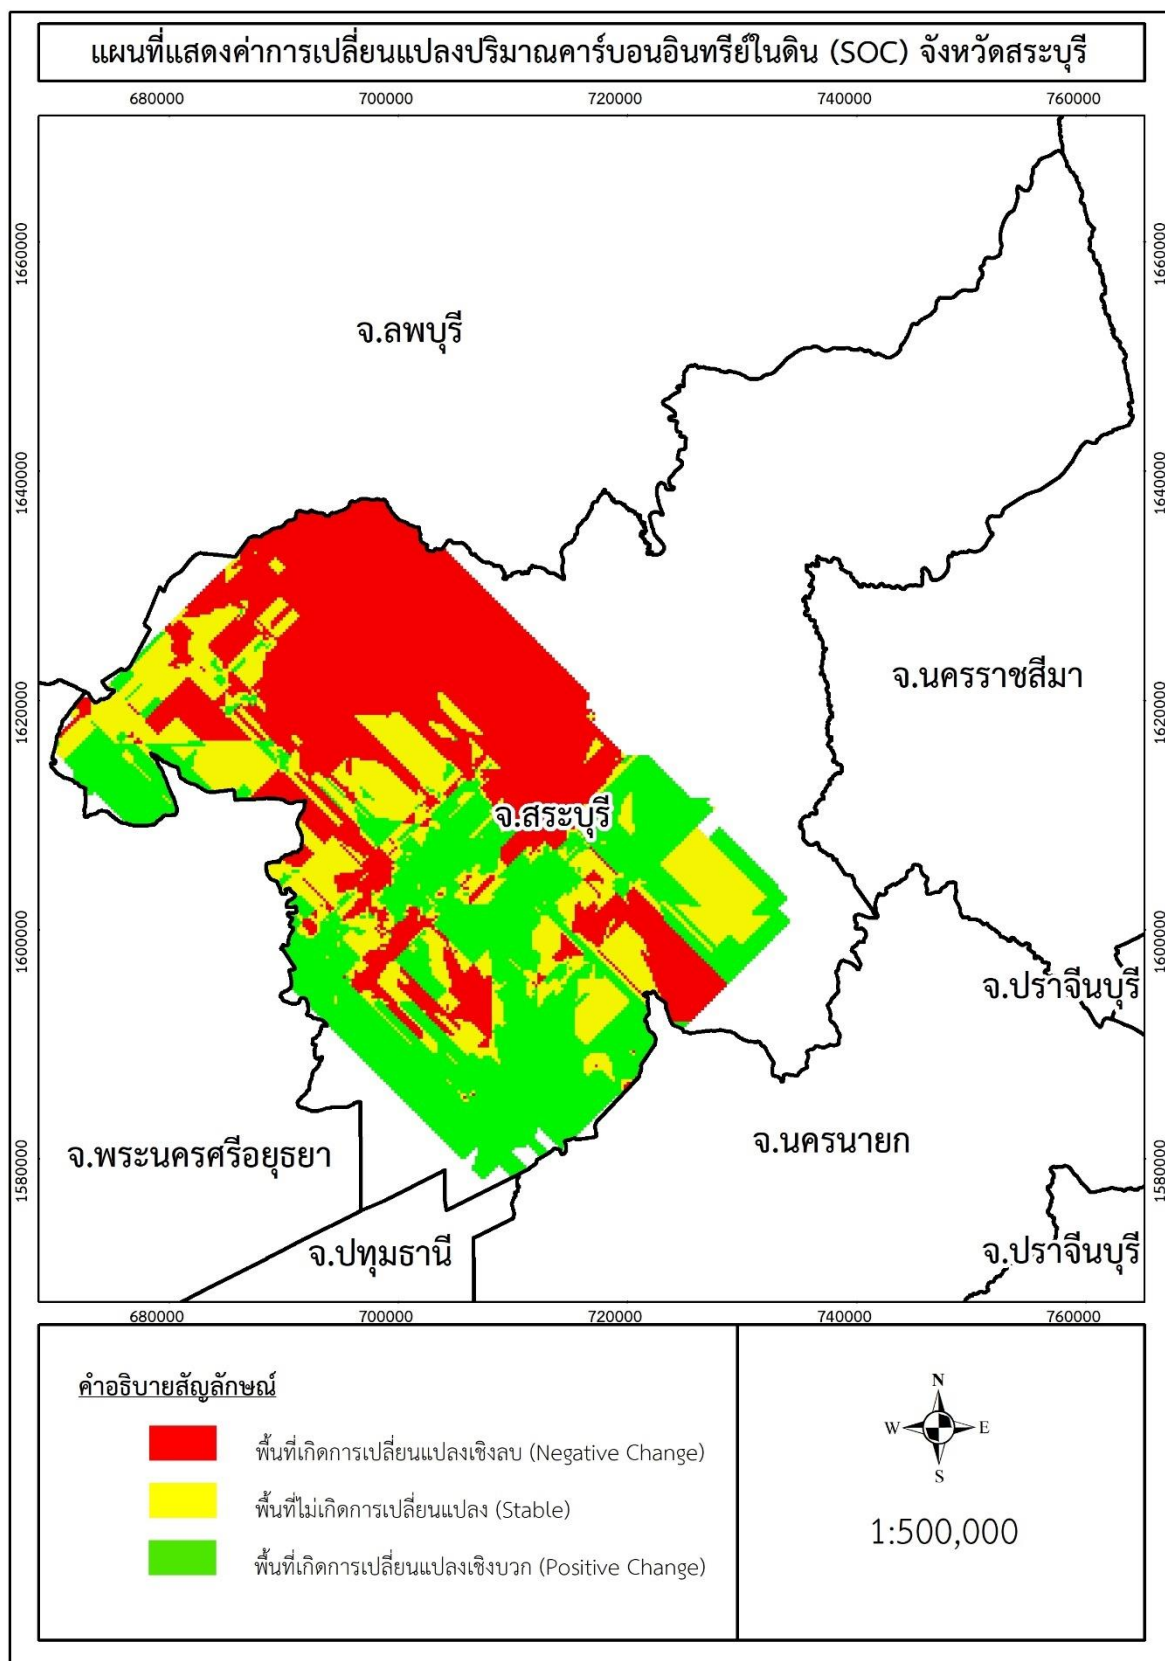 แผนที่แสดงค่าการเปลี่ยนแปลงปริมาณคาร์บอนอินทรีย์ในดิน (SOC) จังหวัดสระบุรี
680000 700000 720000 740000 760000
1660000 1660000
จ.ลพบุรี
1640000 1640000
จ.นครราชสีมา
1620000 1620000
จ.สระบุรี
1600000 1600000
จ.ปราจีนบุรี
จ.นครนายก
จ.พระนครศรีอยุธยา
1580000 1580000
จ.ปทุมธานี
จ.ปราจีนบุรี
680000 700000 720000 740000 760000
คำอธิบายสัญลักษณ์
พื้นที่เกิดการเปลี่ยนแปลงเชิงลบ (Negative Change)
พื้นที่ไม่เกิดการเปลี่ยนแปลง (Stable)
พื้นที่เกิดการเปลี่ยนแปลงเชิงบวก (Positive Change)
N
W E
S
1:500,000